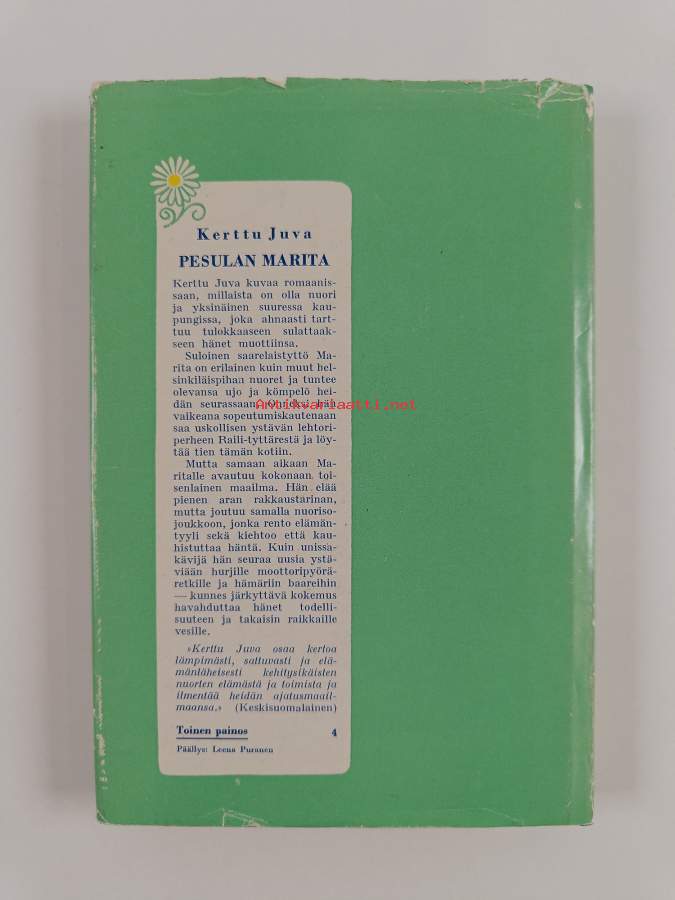 Kerttu Juva
PESULAN MARITA
Kerttu Juva kuvaa romaanis-
saan, millaista on olla nuori
ja yksinäinen suuressa kau-
pungissa, joka ahnaasti tart-
tuu tulokkaaseen sulattaak-
seen hänet muottiinsa.
Suloinen saarelaistyttö Ma-
rita on erilainen kuin muut hel-
sinkiläispihan nuoret ja tuntee
olevansa ujo ja kömpelö hei-
dän seurassaan. Onneksi hän
Antikvariaatti.net
vaikeana sopeutumiskautenaan
saa uskollisen ystävän lehtori-
perheen Raili-tyttärestä ja löy-
tää tien tämän kotiin.
Mutta samaan aikaan Ma-
ritalle avautuu kokonaan toi-
senlainen maailma. Hän elää
pienen aran rakkaustarinan,
mutta joutuu samalla nuoriso-
joukkoon, jonka rento elämän-
tyyli sekä kiehtoo että kau-
histuttaa häntä. Kuin unissa-
kävijä hän seuraa uusia ystä-
viään hurjille moottoripyörä-
retkille ja hämäriin baareihin
— kunnes järkyttävä kokemus
havahduttaa hänet todelli-
suuteen ja takaisin raikkaille
vesille.
»Kerttu Juva osaa kertoa
lämpimästi, sattuvasti ja elä-
mänläheisesti kehitysikäisten
nuorten elämästä ja toimista ja
ilmentää heidän ajatusmaail-
maansa.» (Keskisuomalainen)
Toinen painos 4
Päällys: Leena Puranen